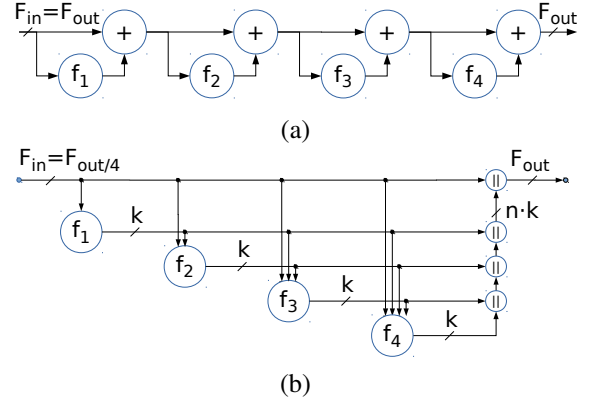 F_in=F_out F_out
+ + + +
f_1 f_2 f_3 f_4
(a)
F_in=F_out/4 F_out
|| n·k
f_1 k ||
f_2 k ||
f_3 k ||
f_4 k
(b)